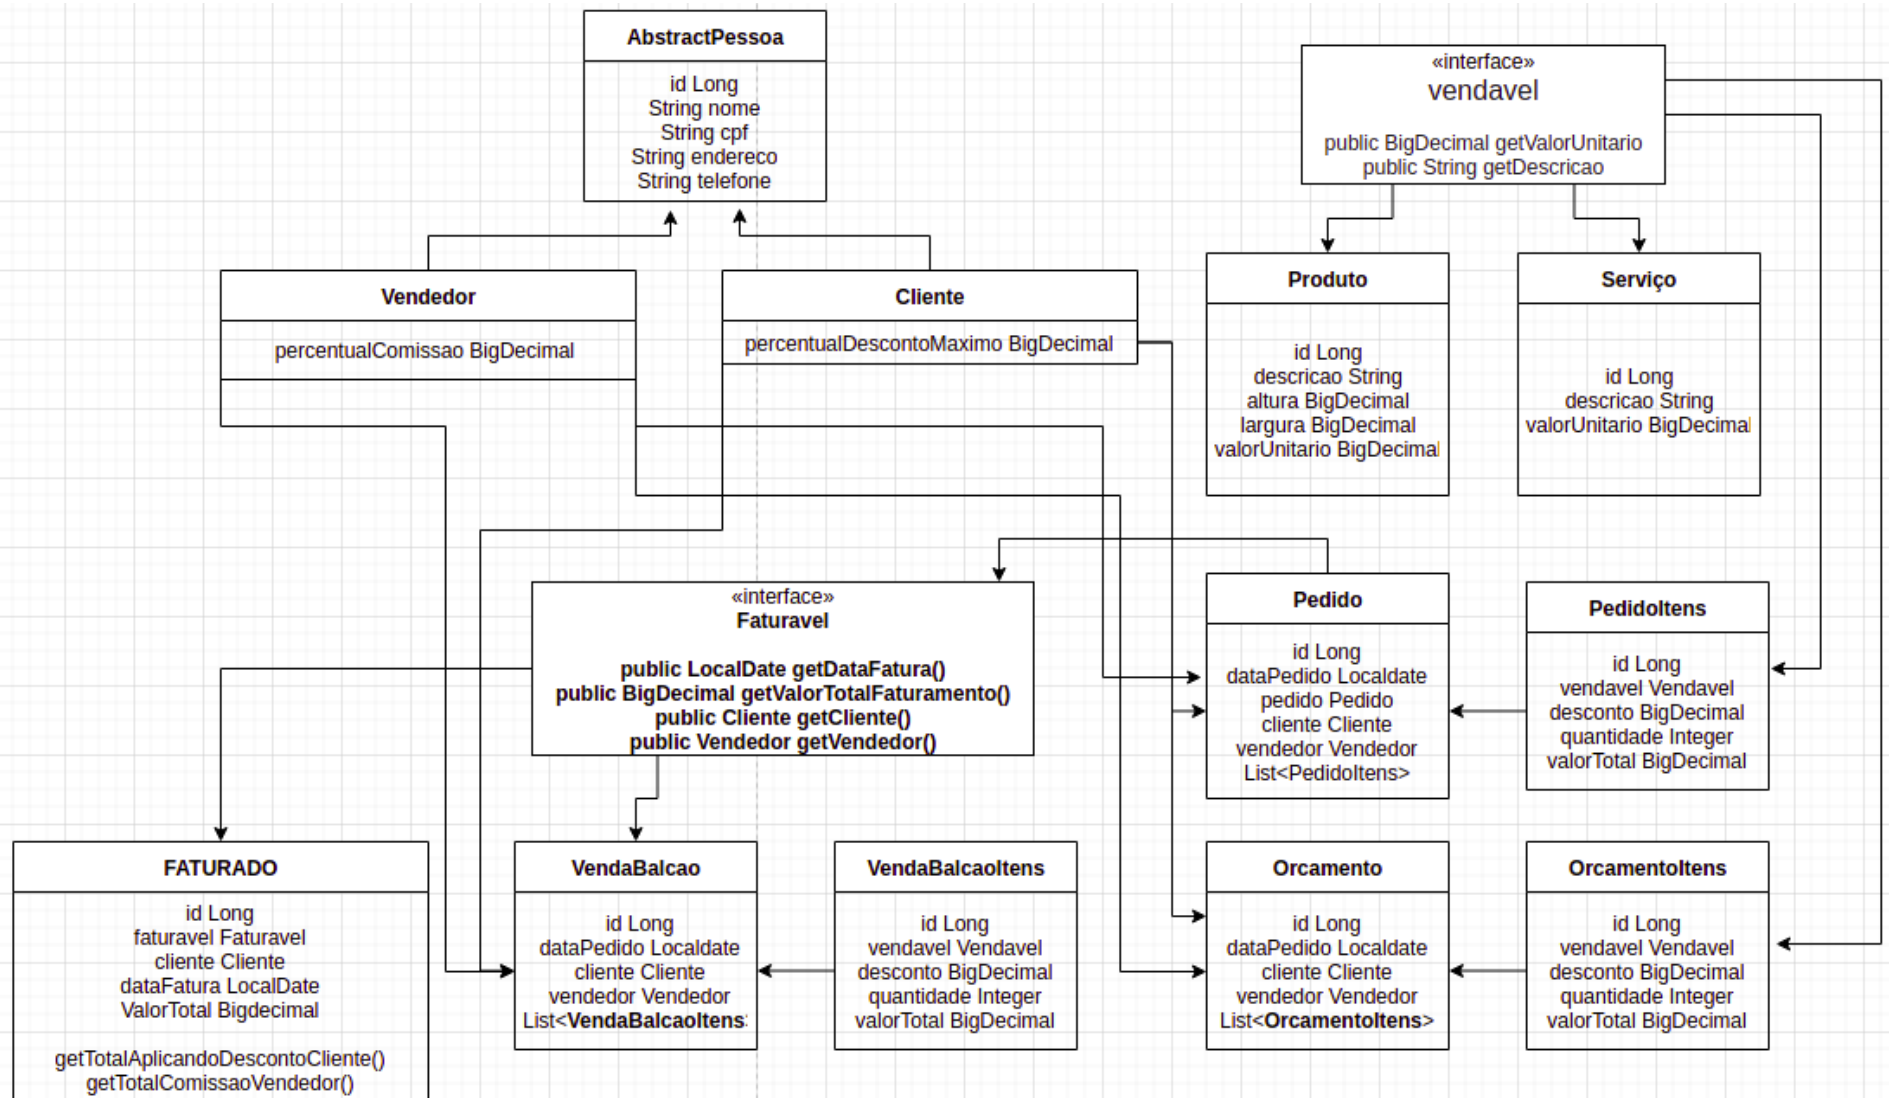 AbstractPessoa
id Long
String nome
String cpf
String endereco
String telefone
«interface»
vendavel
public BigDecimal getValorUnitario
public String getDescricao
Vendedor
percentualComissao BigDecimal
Cliente
percentualDescontoMaximo BigDecimal
Produto
id Long
descricao String
altura BigDecimal
largura BigDecimal
valorUnitario BigDecimal
Serviço
id Long
descricao String
valorUnitario BigDecimal
«interface»
Faturavel
public LocalDate getDataFatura()
public BigDecimal getValorTotalFaturamento()
public Cliente getCliente()
public Vendedor getVendedor()
Pedido
id Long
dataPedido Localdate
pedido Pedido
cliente Cliente
vendedor Vendedor
List<PedidoItens>
PedidoItens
id Long
vendavel Vendavel
desconto BigDecimal
quantidade Integer
valorTotal BigDecimal
FATURADO
id Long
faturavel Faturavel
cliente Cliente
dataFatura LocalDate
ValorTotal Bigdecimal
getTotalAplicandoDescontoCliente()
getTotalComissaoVendedor()
VendaBalcao
id Long
dataPedido Localdate
cliente Cliente
vendedor Vendedor
List<VendaBalcaoItens
VendaBalcaoItens
id Long
vendavel Vendavel
desconto BigDecimal
quantidade Integer
valorTotal BigDecimal
Orcamento
id Long
dataPedido Localdate
cliente Cliente
vendedor Vendedor
List<OrcamentoItens>
OrcamentoItens
id Long
vendavel Vendavel
desconto BigDecimal
quantidade Integer
valorTotal BigDecimal